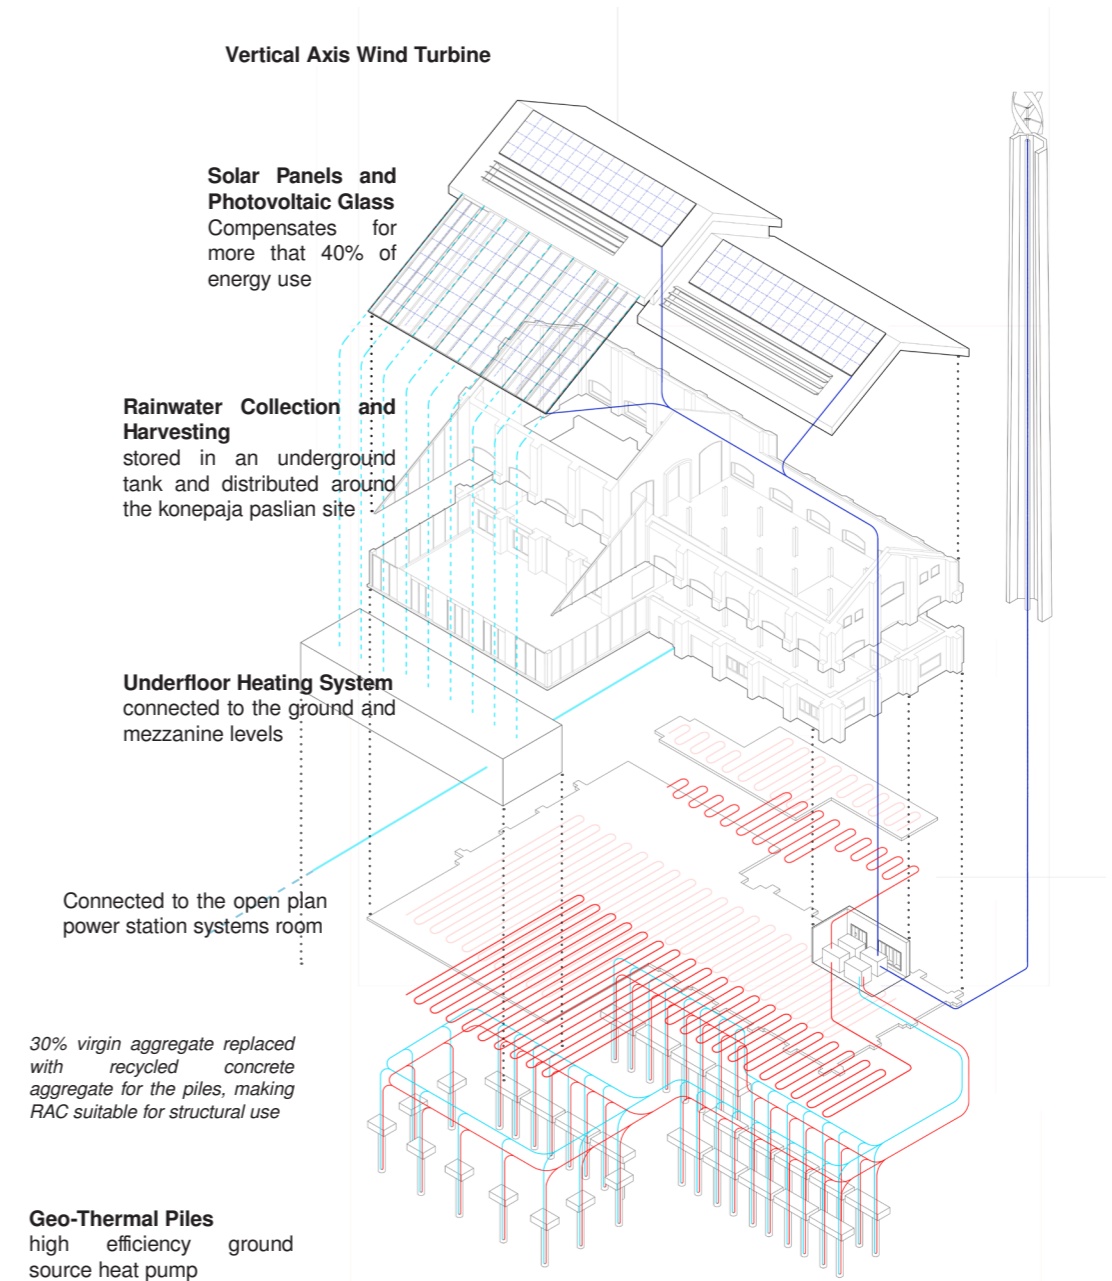 Vertical Axis Wind Turbine
Solar Panels and
Photovoltaic Glass
Compensates for
more that 40% of
energy use
Rainwater Collection and
Harvesting
stored in an underground
tank and distributed around
the konepaja paslian site
Underfloor Heating System
connected to the ground and
mezzanine levels
Connected to the open plan
power station systems room
30% virgin aggregate replaced
with recycled concrete
aggregate for the piles, making
RAC suitable for structural use
Geo-Thermal Piles
high efficiency ground
source heat pump